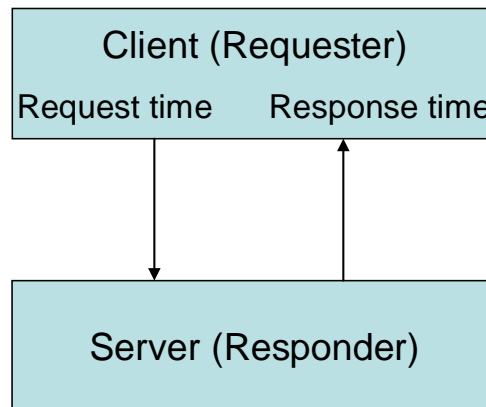 Client (Requester)
Request time Response time
Server (Responder)